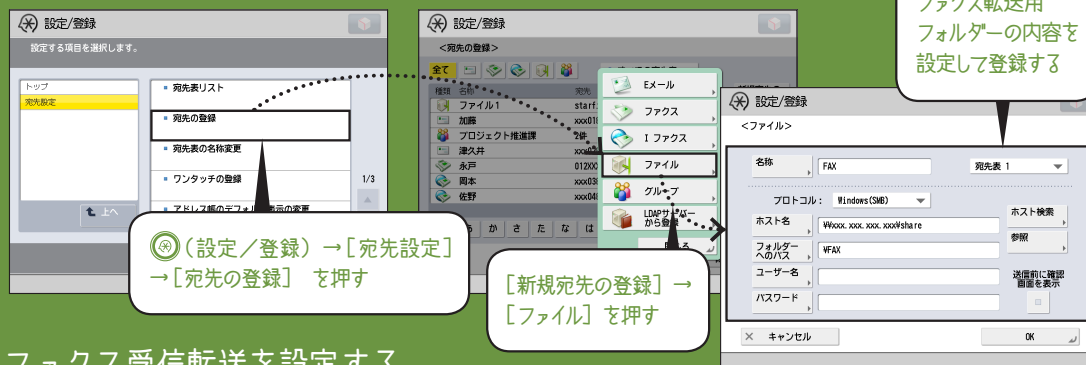 設定/登録
設定する項目を選択します。
トップ
宛先設定
宛先表リスト
宛先の登録
宛先表の名称変更
ワンタッチの登録
1/3
上へ
(設定/登録) →[宛先設定]
→[宛先の登録] を押す
設定/登録
<宛先の登録>
全て
種類 名称 宛先
ファイル1
加藤
プロジェクト推進課 2件
津久井
永戸
岡本
佐野
か さ た な は
Eメール
ファクス
I ファクス
ファイル
グループ
LDAPサーバー
から登録
[新規宛先の登録]→
[ファイル] を押す
フォルダーの内容を
設定して登録する
設定/登録
<ファイル>
名称 FAX 宛先表 1
プロトコル: Windows(SMB)
ホスト名 ¥¥xxx.xxx.xxx.xxx¥share ホスト検索
フォルダー
へのパス ¥FAX 参照
ユーザー名
送信前に確認
画面を表示
パスワード
× キャンセル OK
ファクス受信転送を設定する